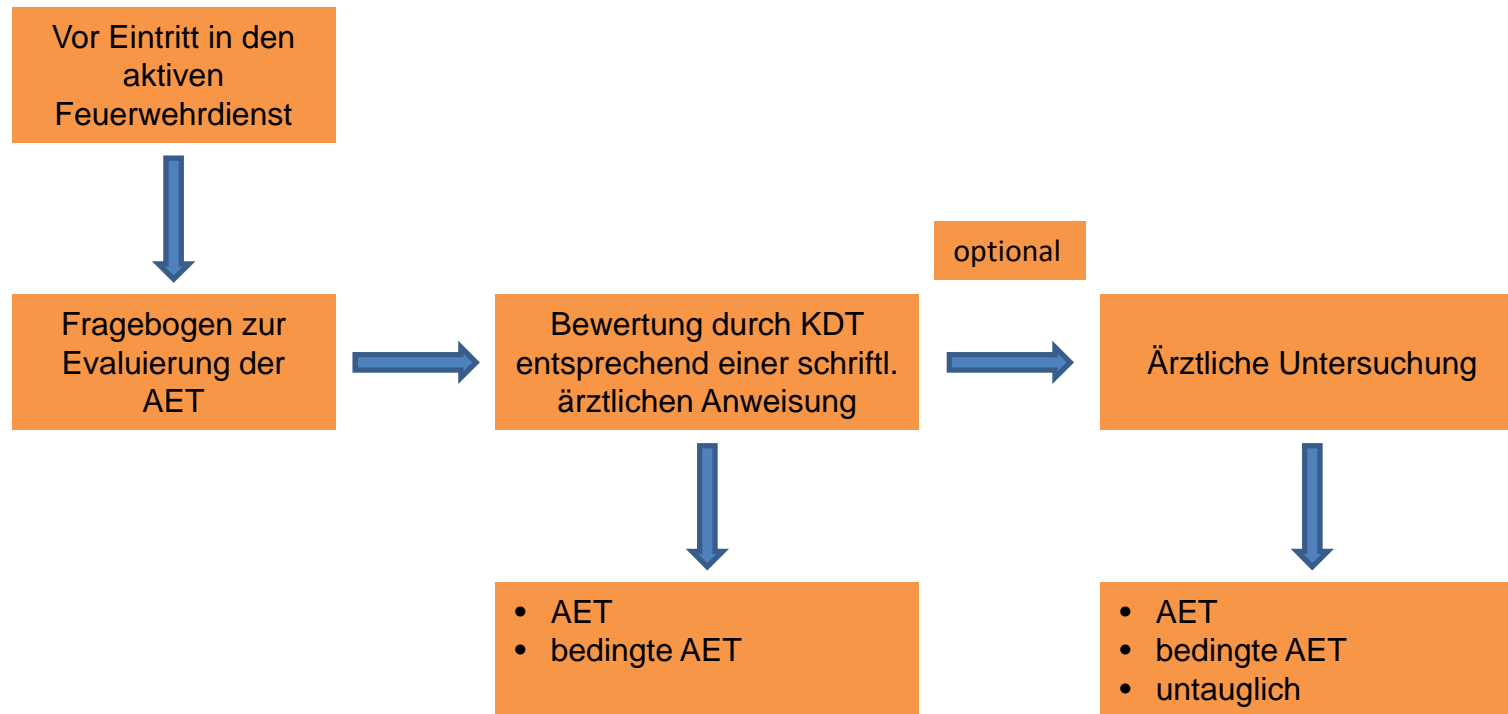 Vor Eintritt in den
aktiven
Feuerwehrdienst
optional
Fragebogen zur
Evaluierung der
AET
Bewertung durch KDT
entsprechend einer schriftl.
ärztlichen Anweisung
Ärztliche Untersuchung
• AET
• bedingte AET
• AET
• bedingte AET
• untauglich